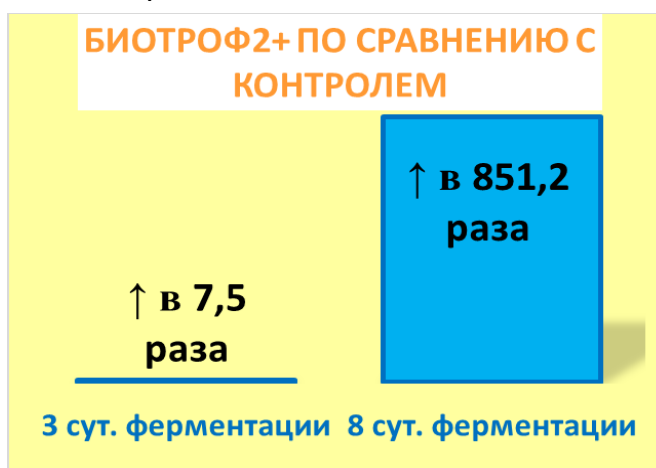 БИОТРОФ2+ ПО СРАВНЕНИЮ С
КОНТРОЛЕМ
↑ в 851,2
раза
↑ в 7,5
раза
3 сут. ферментации 8 сут. ферментации